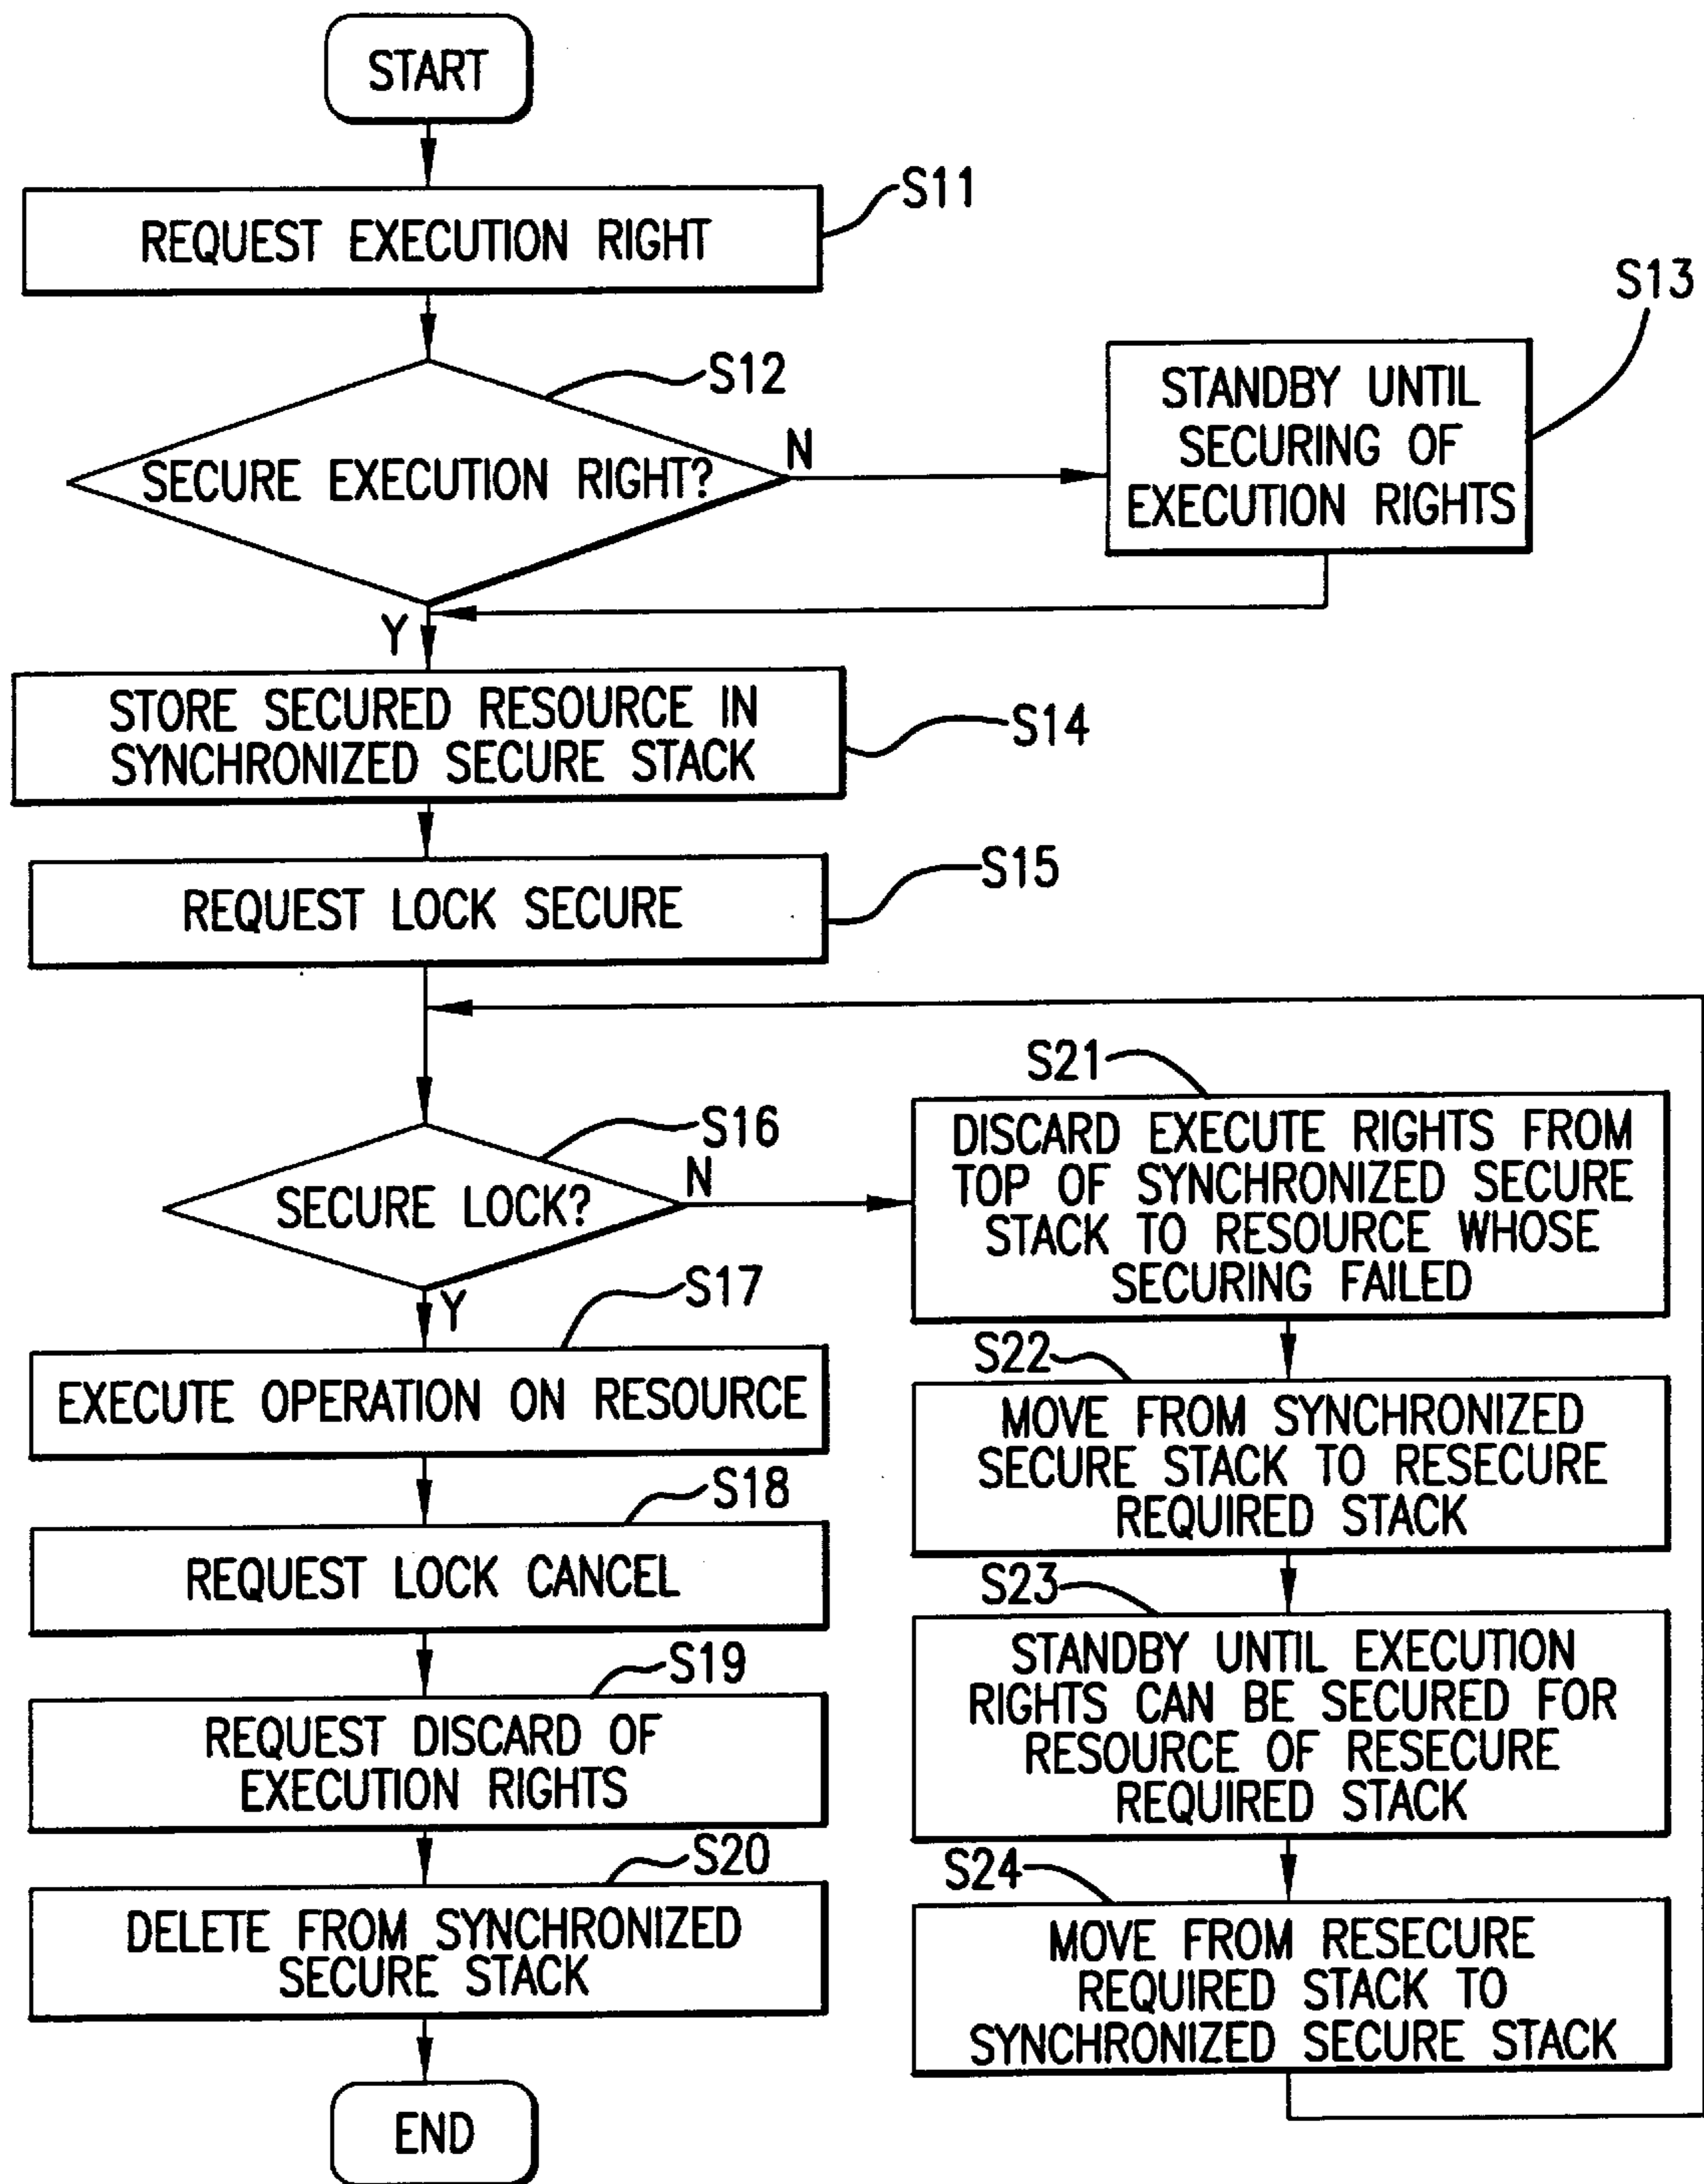 START
S11
REQUEST EXECUTION RIGHT
S13
S12
STANDBY UNTIL
SECURING OF
EXECUTION RIGHTS
N
SECURE EXECUTION RIGHT?
Y
STORE SECURED RESOURCE IN
SYNCHRONIZED SECURE STACK
S14
S15
REQUEST LOCK SECURE
S16
N
SECURE LOCK?
Y
S17
EXECUTE OPERATION ON RESOURCE
S18
REQUEST LOCK CANCEL
S19
REQUEST DISCARD OF
EXECUTION RIGHTS
S20
DELETE FROM SYNCHRONIZED
SECURE STACK
END
S21
DISCARD EXECUTE RIGHTS FROM
TOP OF SYNCHRONIZED SECURE
STACK TO RESOURCE WHOSE
SECURING FAILED
S22
MOVE FROM SYNCHRONIZED
SECURE STACK TO RESECURE
REQUIRED STACK
S23
STANDBY UNTIL EXECUTION
RIGHTS CAN BE SECURED FOR
RESOURCE OF RESECURE
REQUIRED STACK
S24
MOVE FROM RESECURE
REQUIRED STACK TO
SYNCHRONIZED SECURE STACK